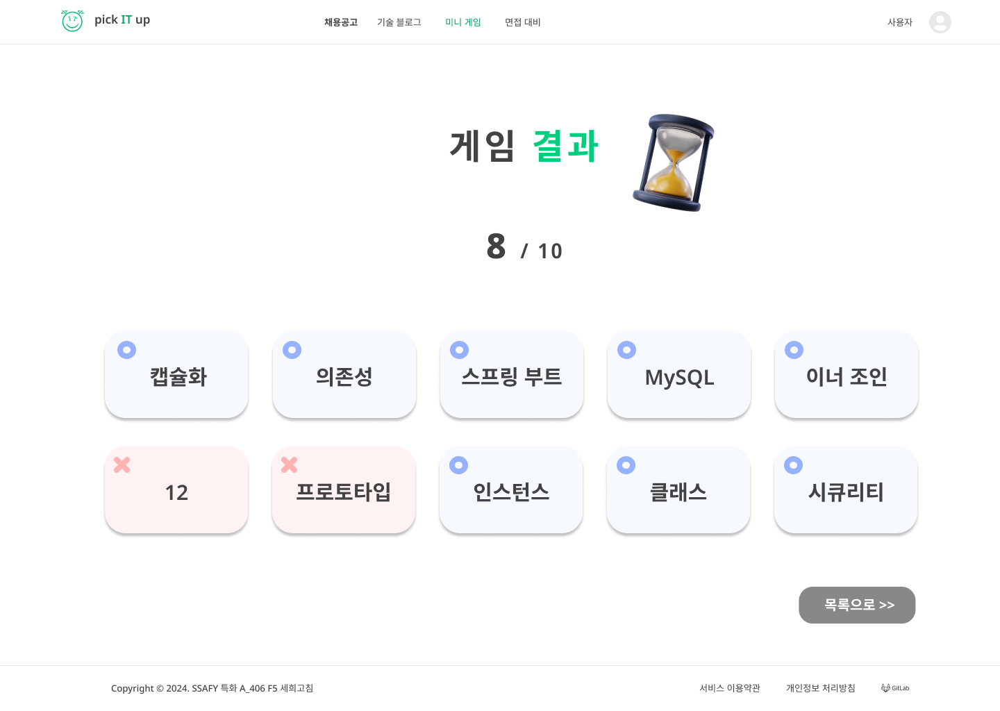 pick IT up
채용공고 기술 블로그 미니 게임 면접 대비
사용자
게임 결과
8 / 10
캡슐화 의존성 스프링 부트 MySQL 이너 조인
12 프로토타입 인스턴스 클래스 시큐리티
목록으로 >>
Copyright © 2024. SSAFY 특화 A_406 F5 세희고침 서비스 이용약관 개인정보 처리방침 GitLab